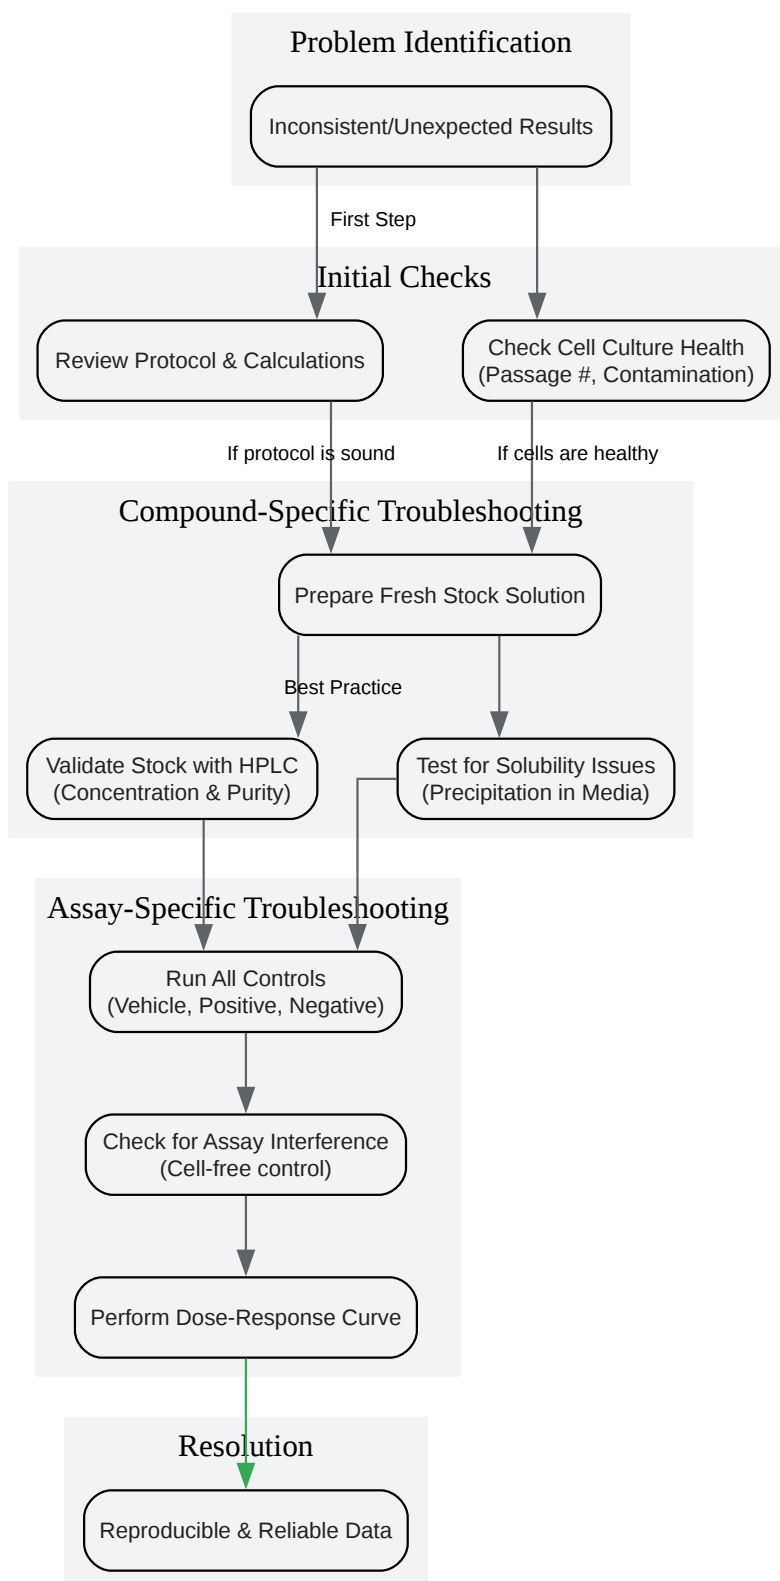 Problem Identification
Inconsistent/Unexpected Results
First Step
Initial Checks
Review Protocol & Calculations
Check Cell Culture Health
(Passage #, Contamination)
If protocol is sound
If cells are healthy
Compound-Specific Troubleshooting
Prepare Fresh Stock Solution
Best Practice
Validate Stock with HPLC
(Concentration & Purity)
Test for Solubility Issues
(Precipitation in Media)
Assay-Specific Troubleshooting
Run All Controls
(Vehicle, Positive, Negative)
Check for Assay Interference
(Cell-free control)
Perform Dose-Response Curve
Resolution
Reproducible & Reliable Data